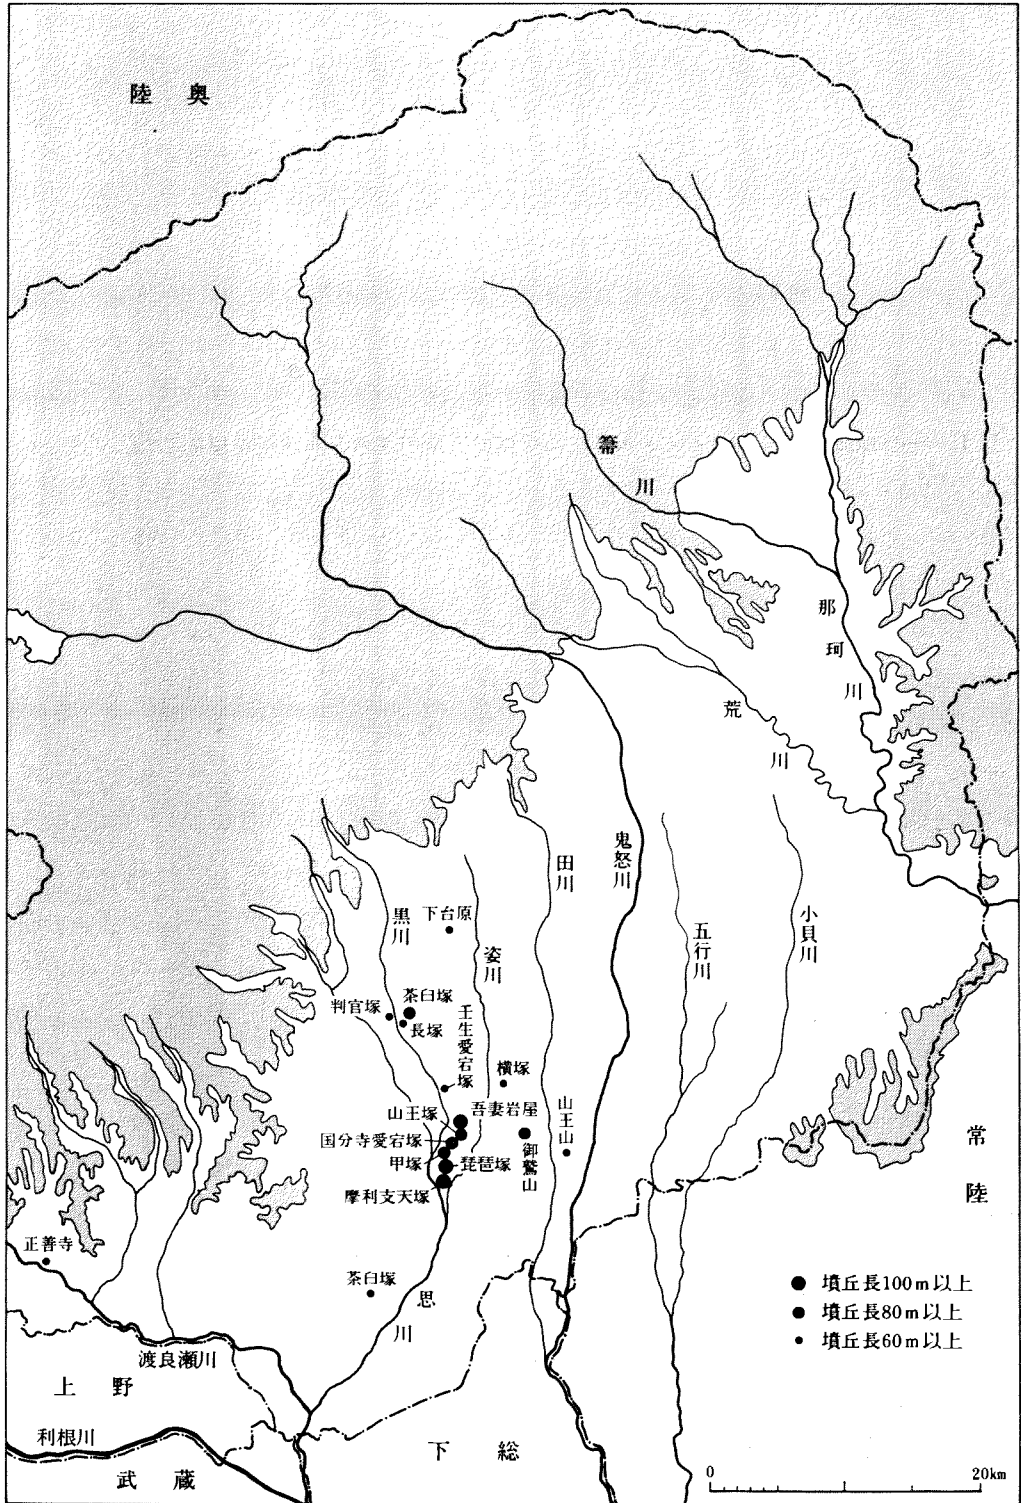 陸奥
箒川
那珂川
荒川
鬼怒川
田川
小貝川
五行川
黒川
下台原
姿川
判官塚
茶臼塚
長塚
壬生愛宕塚
横塚
山王山
吾妻岩屋
山王塚
国分寺愛宕塚
御鷲山
甲塚
琵琶塚
摩利支天塚
常陸
正善寺
茶臼塚
思川
墳丘長100m以上
墳丘長80m以上
墳丘長60m以上
渡良瀬川
上野
利根川
下総
武蔵
0
20km